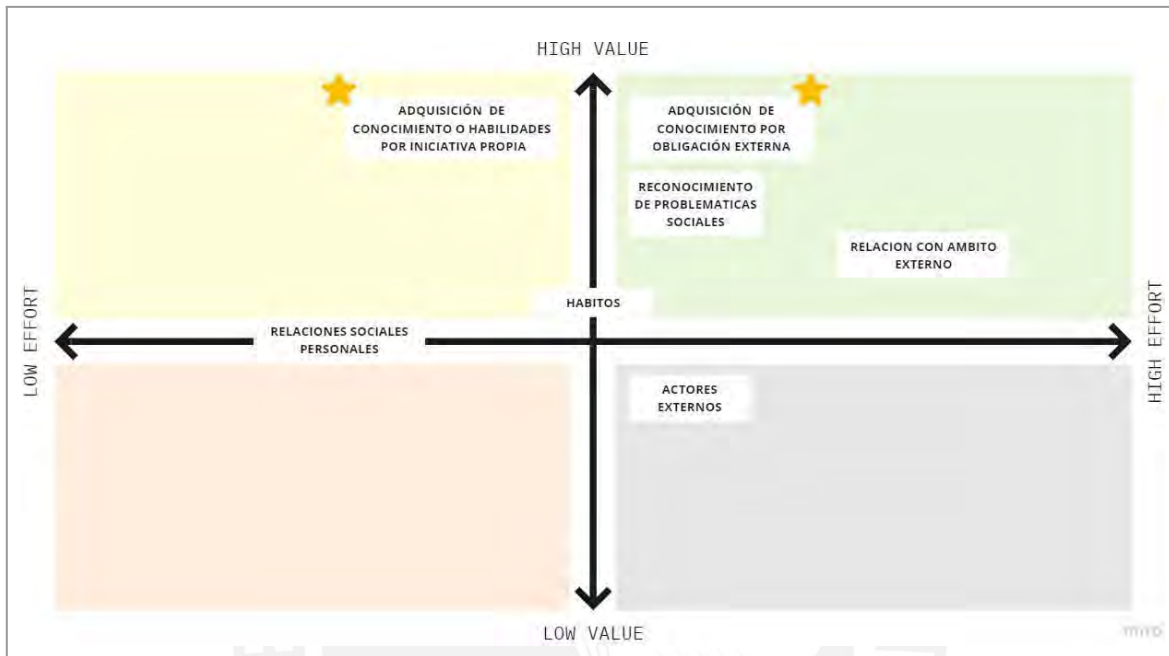 HIGH VALUE
ADQUISICIÓN DE
CONOCIMIENTO O HABILIDADES
POR INICIATIVA PROPIA
ADQUISICIÓN DE
CONOCIMIENTO POR
OBLIGACIÓN EXTERNA
RECONOCIMIENTO
DE PROBLEMATICAS
SOCIALES
RELACION CON AMBITO
EXTERNO
HABITOS
LOW EFFORT
RELACIONES SOCIALES
PERSONALES
HIGH EFFORT
ACTORES
EXTERNOS
LOW VALUE
miro